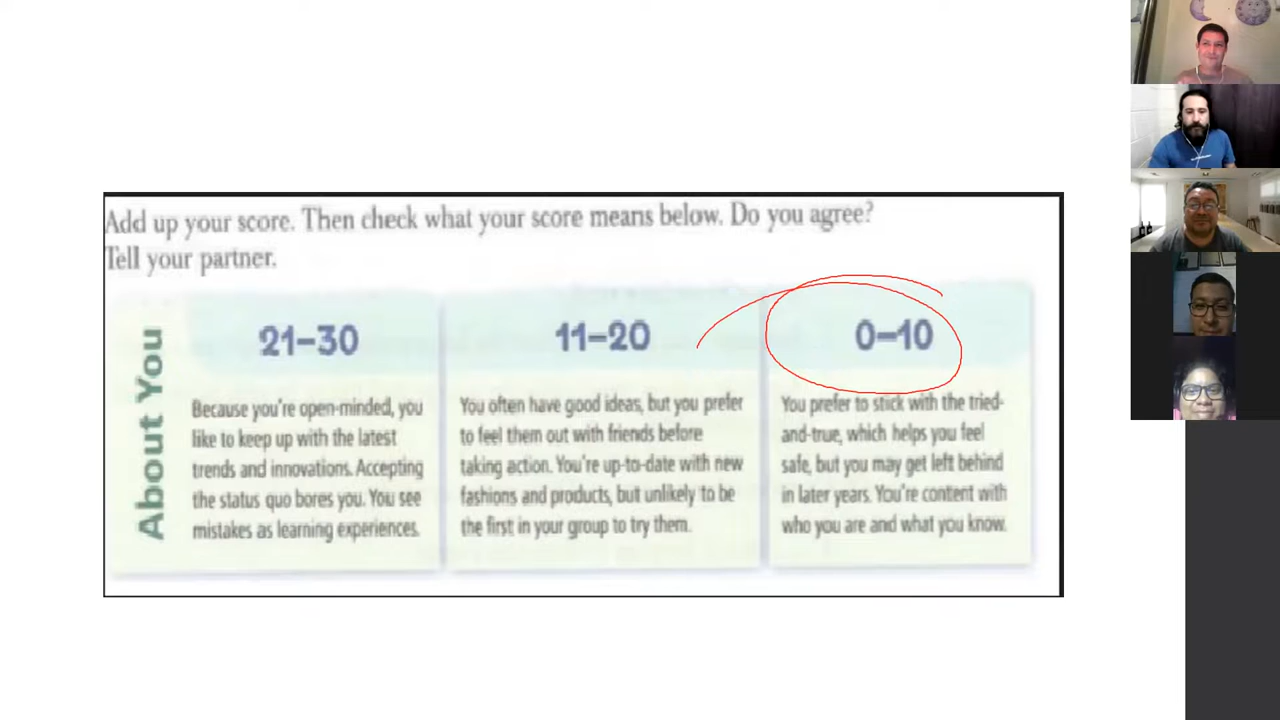 Add up your score. Then check what your score means below. Do you agree?
Tell your partner.
About You
21–30
Because you're open-minded, you
like to keep up with the latest
trends and innovations. Accepting
the status quo bores you. You see
mistakes as learning experiences.
11–20
You often have good ideas, but you prefer
to feel them out with friends before
taking action. You're up-to-date with new
fashions and products, but unlikely to be
the first in your group to try them.
0–10
You prefer to stick with the tried-
and-true, which helps you feel
safe, but you may get left behind
in later years. You're content with
who you are and what you know.